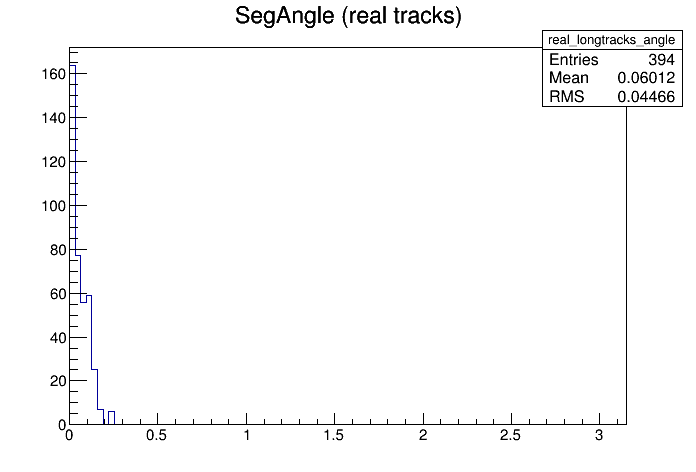 SegAngle (real tracks)
real_longtracks_angle
Entries 394
Mean 0.06012
RMS 0.04466
160
140
120
100
80
60
40
20
0
0 0.5 1 1.5 2 2.5 3